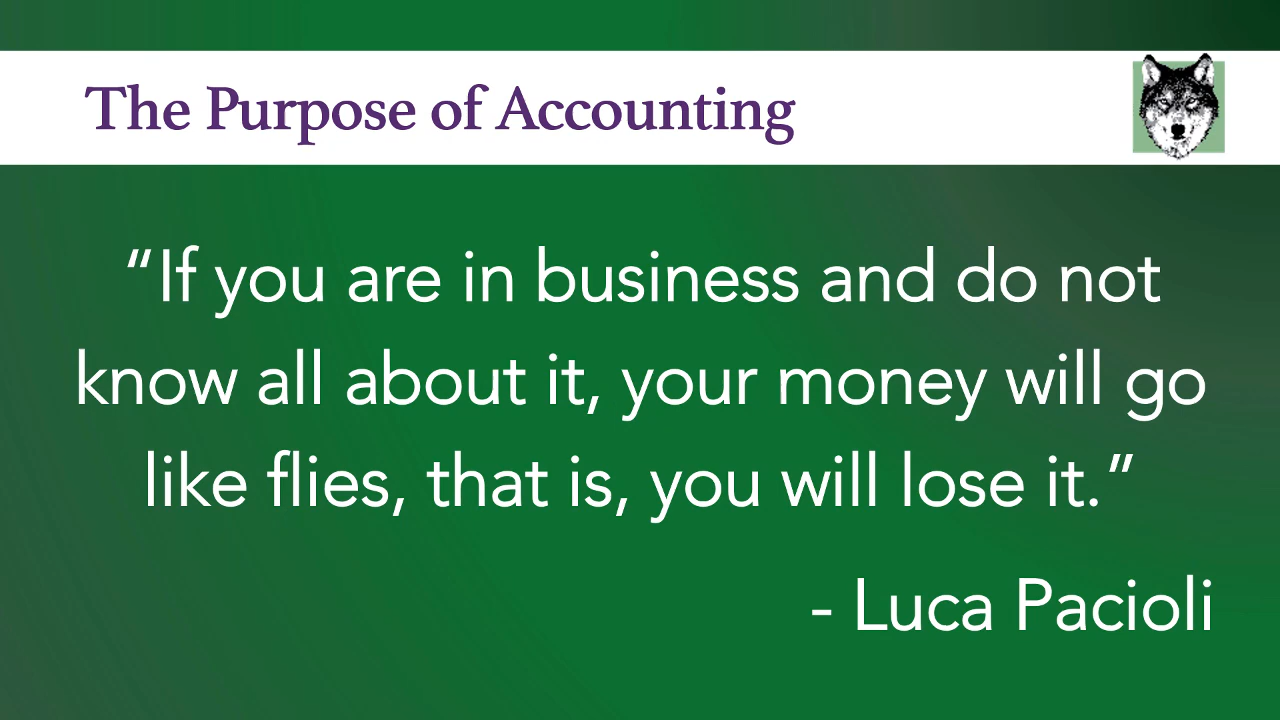 The Purpose of Accounting
“If you are in business and do not
know all about it, your money will go
like flies, that is, you will lose it.”
- Luca Pacioli